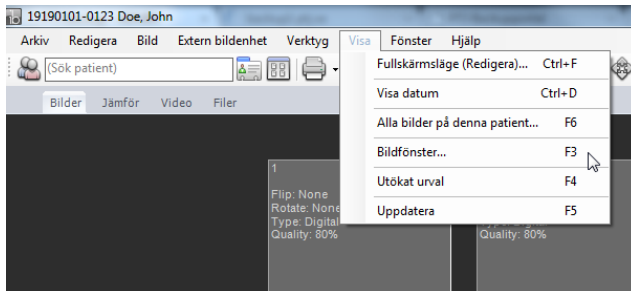 19190101-0123 Doe, John
Arkiv Redigera Bild Extern bildenhet Verktyg Visa Fönster Hjälp
(Sök patient)
Bilder Jämför Video Filer
Fullskärmsläge (Redigera)... Ctrl+F
Visa datum Ctrl+D
Alla bilder på denna patient... F6
Bildfönster... F3
Utökat urval F4
Uppdatera F5
1
Flip: None
Rotate: None
Type: Digital
Quality: 80%
Quality: 80%